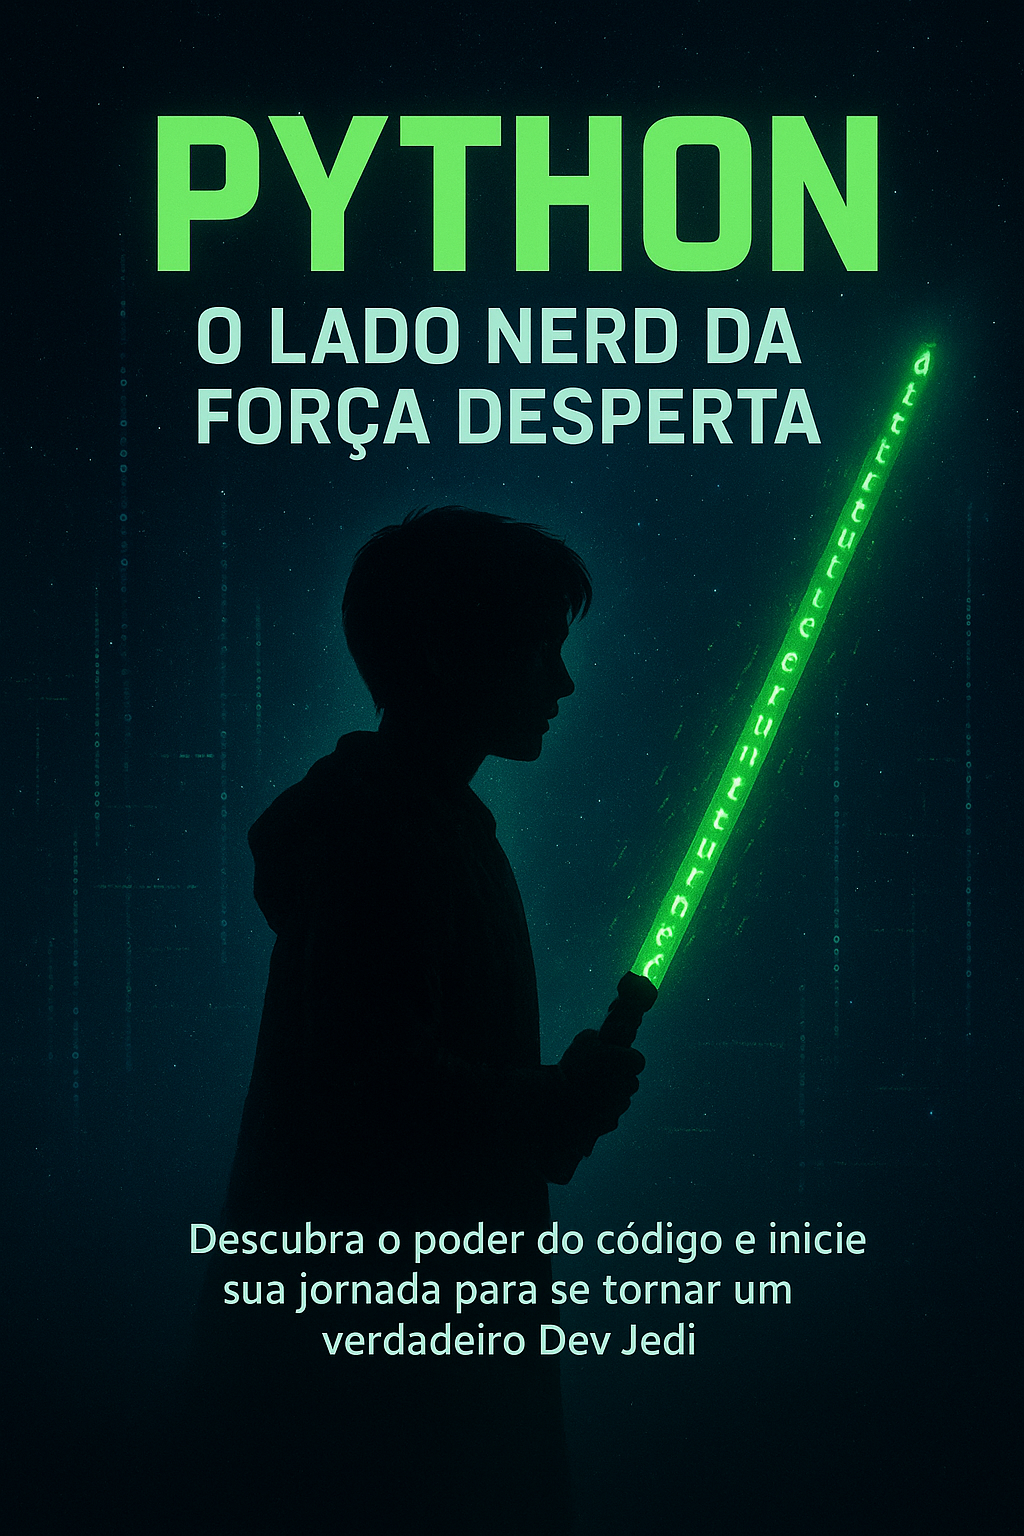 PYTHON
O LADO NERD DA
FORÇA DESPERTA
Descubra o poder do código e inicie
sua jornada para se tornar um
verdadeiro Dev Jedi